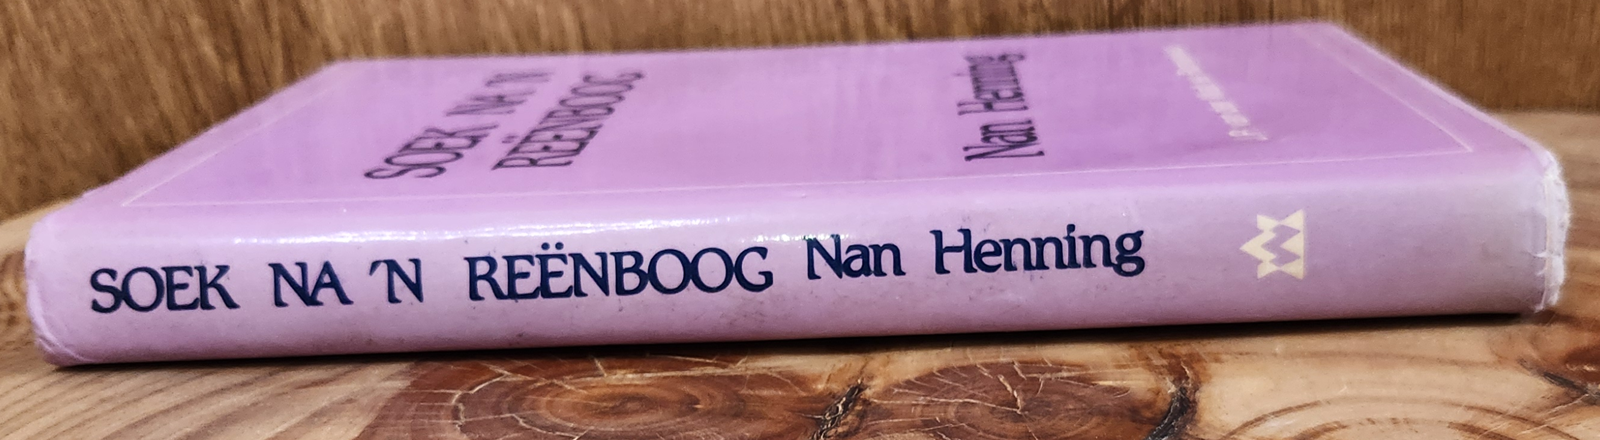 SOEK NA 'N
REËNBOOG
Nan Henning
SOEK NA 'N REËNBOOG Nan Henning